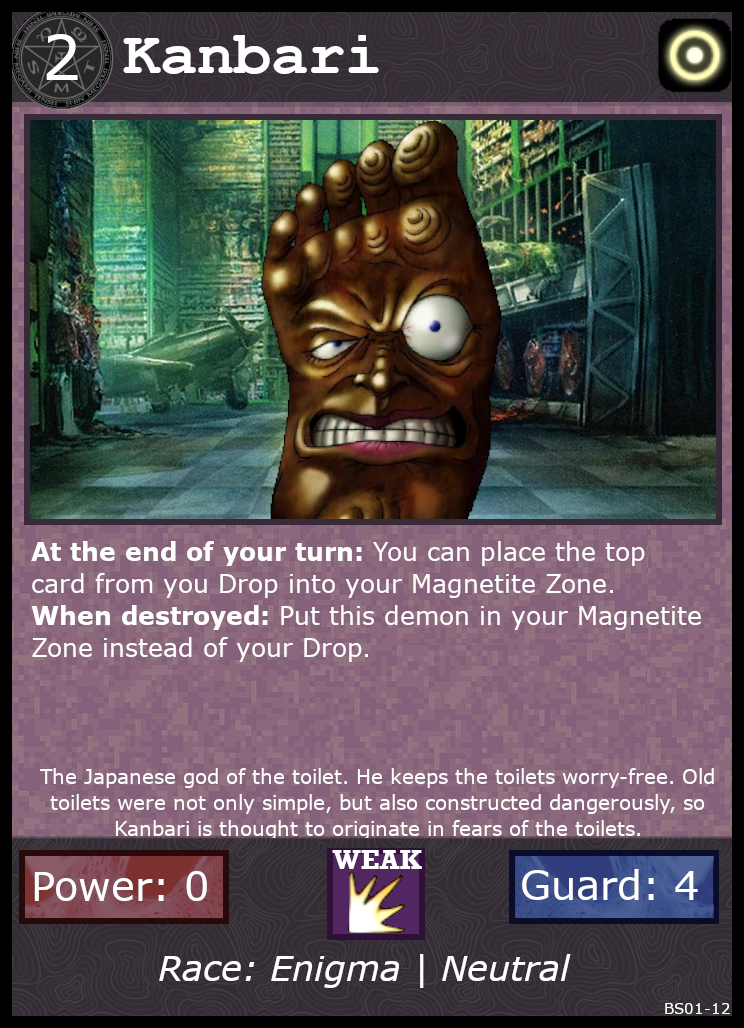 2 Kanbari
At the end of your turn: You can place the top
card from you Drop into your Magnetite Zone.
When destroyed: Put this demon in your Magnetite
Zone instead of your Drop.
The Japanese god of the toilet. He keeps the toilets worry-free. Old
toilets were not only simple, but also constructed dangerously, so
Kanbari is thought to originate in fears of the toilets.
WEAK
Power: 0
Guard: 4
Race: Enigma | Neutral
BS01-12